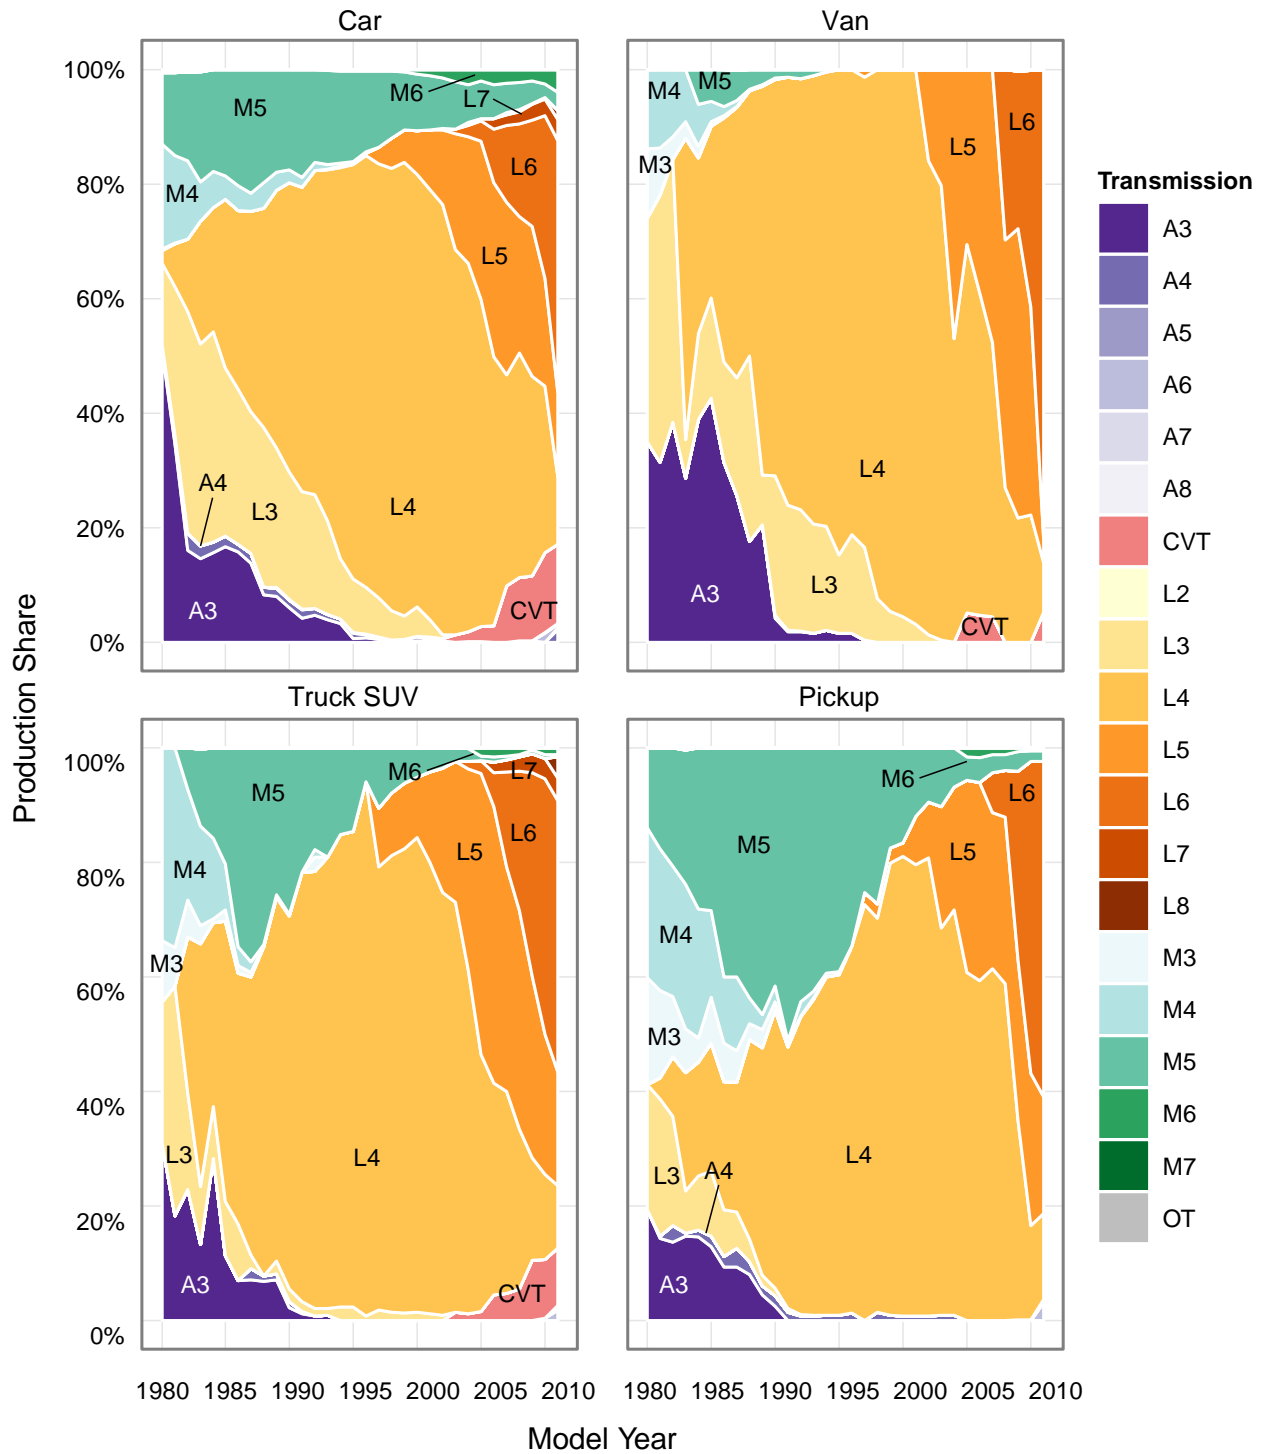 Car
Van
100%
80%
60%
40%
20%
0%
M5
M6
L7
M4
L6
L5
A4
L3
L4
A3
CVT
M4
M5
M3
L6
L5
L4
L3
A3
CVT
Transmission
A3
A4
A5
A6
A7
A8
CVT
L2
L3
L4
L5
L6
L7
L8
M3
M4
M5
M6
M7
OT
Production Share
Truck SUV
Pickup
100%
80%
60%
40%
20%
0%
M6
L7
M5
L6
L5
M4
M3
L3
L4
A3
CVT
M6
L6
M5
L5
M4
M3
L3
A4
L4
A3
1980 1985 1990 1995 2000 2005 2010
1980 1985 1990 1995 2000 2005 2010
Model Year